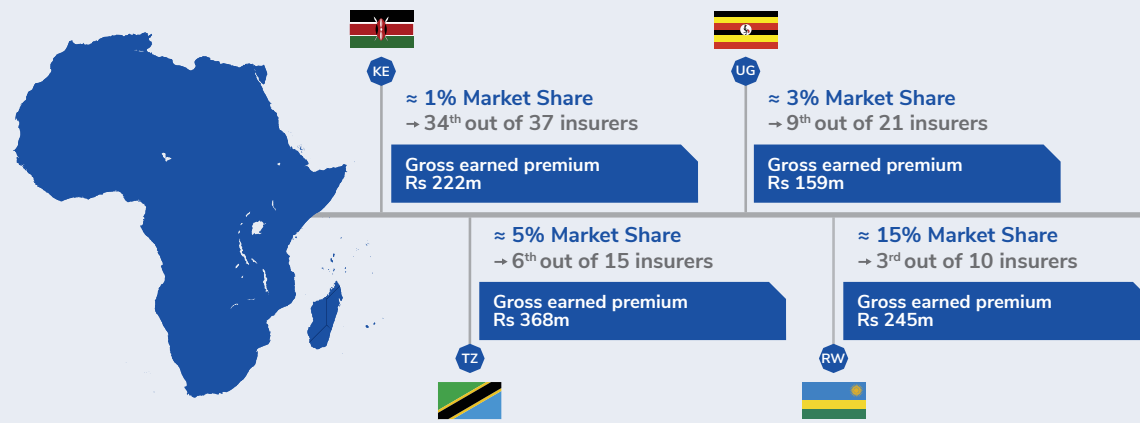 KE
≈ 1% Market Share
→ 34th out of 37 insurers
Gross earned premium
Rs 222m
UG
≈ 3% Market Share
→ 9th out of 21 insurers
Gross earned premium
Rs 159m
≈ 5% Market Share
→ 6th out of 15 insurers
Gross earned premium
Rs 368m
TZ
≈ 15% Market Share
→ 3rd out of 10 insurers
Gross earned premium
Rs 245m
RW